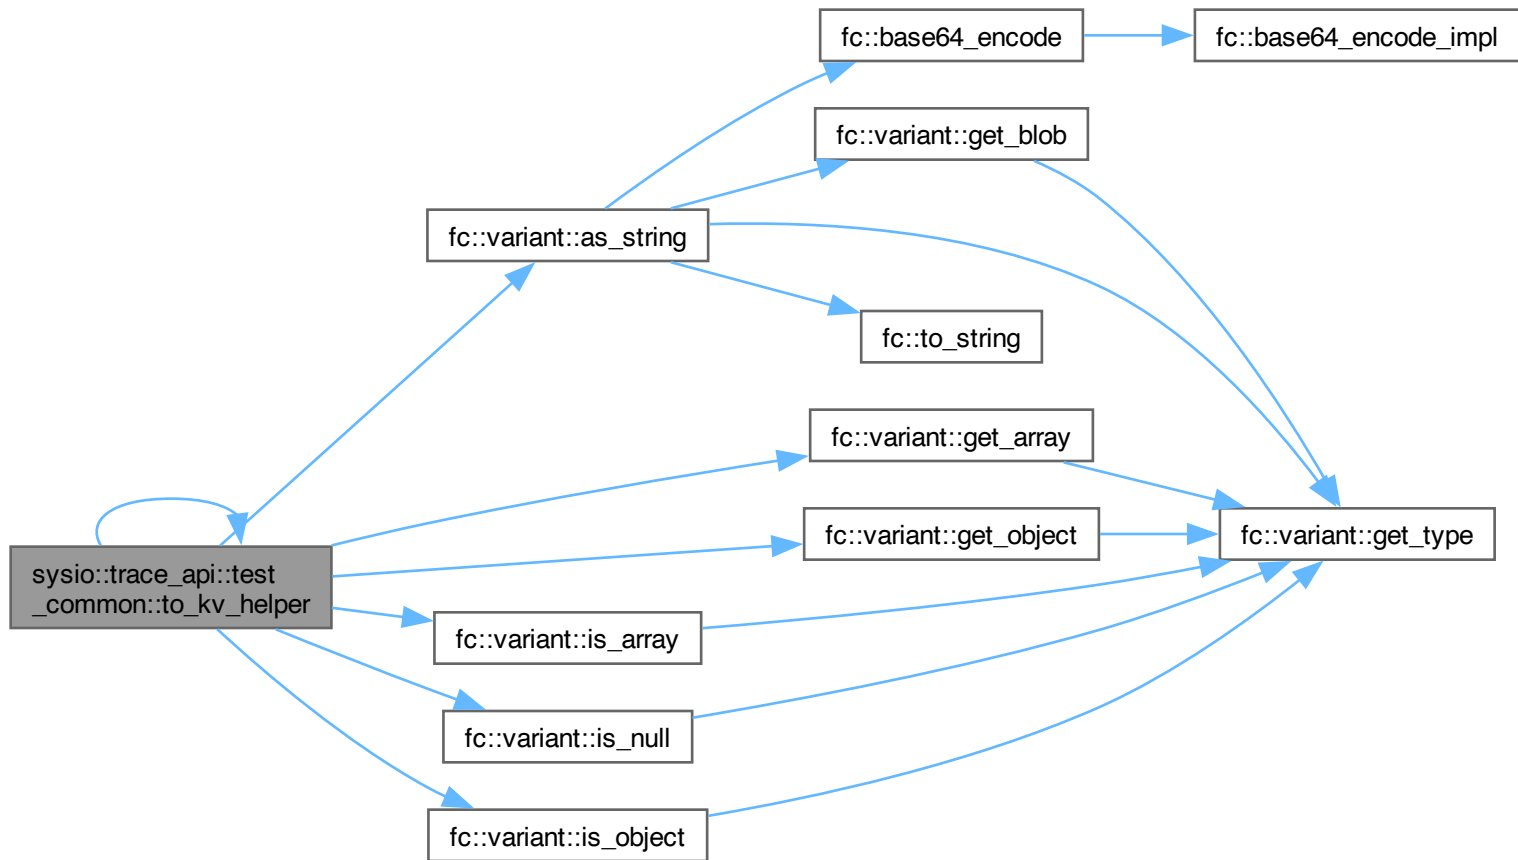 fc::base64_encode
fc::base64_encode_impl
fc::variant::get_blob
fc::variant::as_string
fc::to_string
fc::variant::get_array
fc::variant::get_object
fc::variant::get_type
sysio::trace_api::test
_common::to_kv_helper
fc::variant::is_array
fc::variant::is_null
fc::variant::is_object